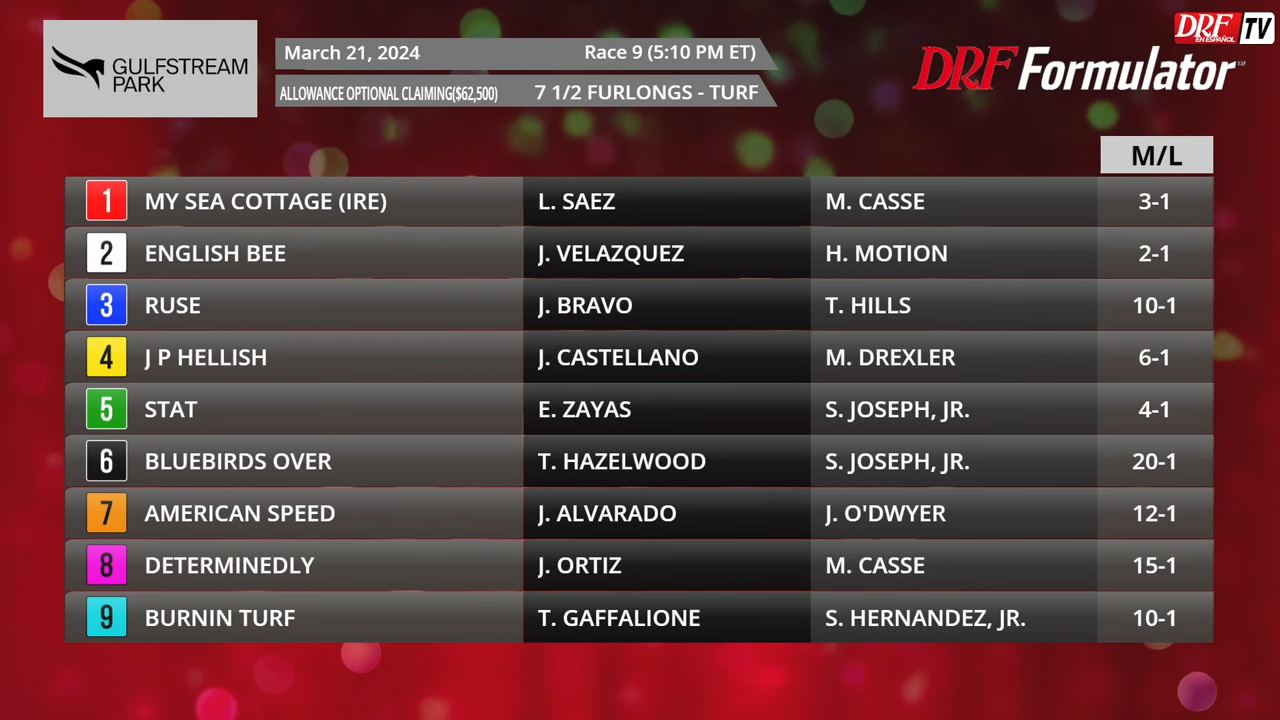 DRF TV
EN ESPAÑOL
GULFSTREAM
PARK
March 21, 2024 Race 9 (5:10 PM ET)
ALLOWANCE OPTIONAL CLAIMING($62,500) 7 1/2 FURLONGS - TURF
DRF Formulator
M/L
1 MY SEA COTTAGE (IRE) L. SAEZ M. CASSE 3-1
2 ENGLISH BEE J. VELAZQUEZ H. MOTION 2-1
3 RUSE J. BRAVO T. HILLS 10-1
4 J P HELLISH J. CASTELLANO M. DREXLER 6-1
5 STAT E. ZAYAS S. JOSEPH, JR. 4-1
6 BLUEBIRDS OVER T. HAZELWOOD S. JOSEPH, JR. 20-1
7 AMERICAN SPEED J. ALVARADO J. O'DWYER 12-1
8 DETERMINEDLY J. ORTIZ M. CASSE 15-1
9 BURNIN TURF T. GAFFALIONE S. HERNANDEZ, JR. 10-1